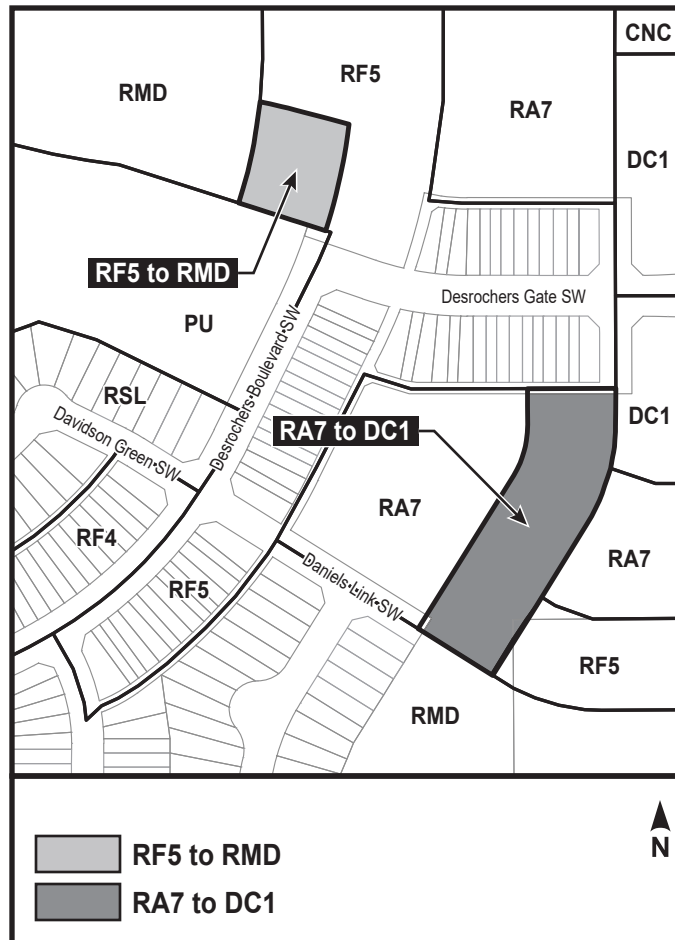 CNC
RF5
RMD
RA7
DC1
RF5 to RMD
Desrochers Gate SW
PU
Desrochers Boulevard SW
RSL
DC1
Davidson Green SW
RA7 to DC1
RA7
RF4
RA7
RF5
Daniels Link SW
RF5
RMD
N
RF5 to RMD
RA7 to DC1